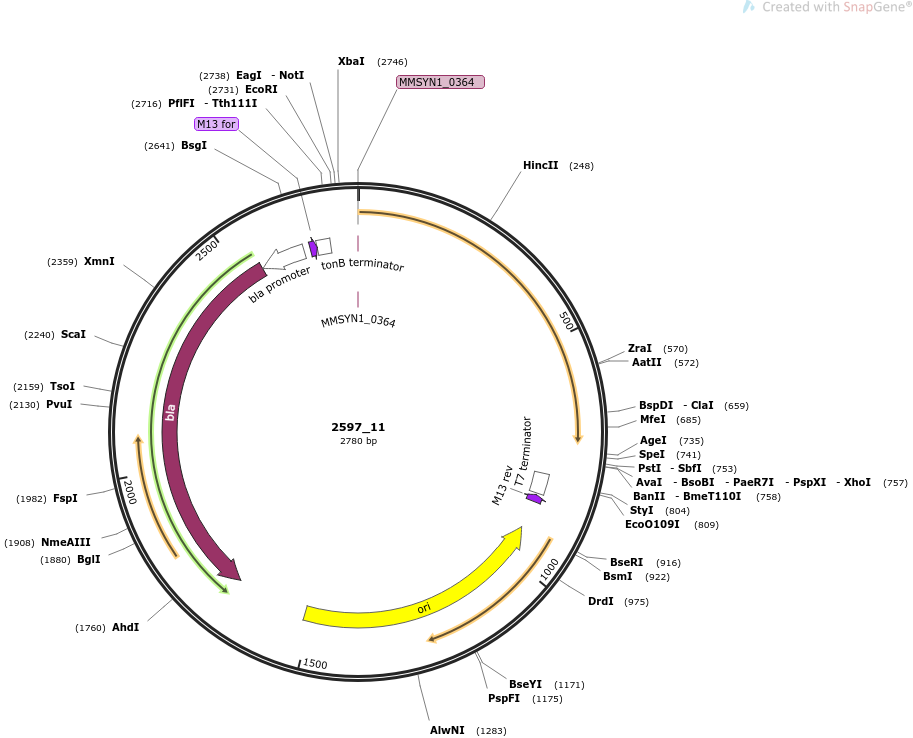 Created with SnapGene®
XbaI (2746)
(2738) EagI - NotI
MMSYN1_0364
(2731) EcoRI
(2716) PflFI - Tth111I
M13 for
(2641) BsgI
HincII (248)
2500
(2359) XmnI
tonB terminator
bla promoter
MMSYN1_0364
500
(2240) ScaI
ZraI (570)
AatII (572)
(2159) TsoI
(2130) PvuI
BspDI - ClaI (659)
MfeI (685)
bla
2597_11
2780 bp
AgeI (735)
SpeI (741)
PstI - SbfI (753)
AvaI - BsoBI - PaeR7I - PspXI - XhoI (757)
BanII - BmeT110I (758)
StyI (804)
EcoO109I (809)
T7 terminator
M13 rev
2000
(1982) FspI
(1908) NmeAIII
(1880) BglI
BseRI (916)
BsmI (922)
1000
DrdI (975)
ori
(1760) AhdI
1500
BseYI (1171)
PspFI (1175)
AlwNI (1283)